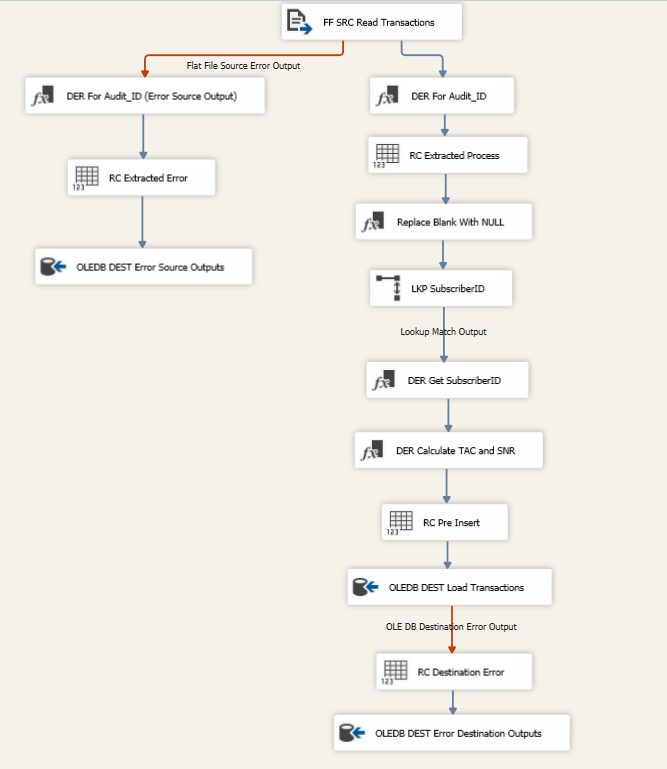 FF SRC Read Transactions
Flat File Source Error Output
DER For Audit_ID (Error Source Output)
DER For Audit_ID
RC Extracted Error
RC Extracted Process
OLEDB DEST Error Source Outputs
Replace Blank With NULL
LKP SubscriberID
Lookup Match Output
DER Get SubscriberID
DER Calculate TAC and SNR
RC Pre Insert
OLEDB DEST Load Transactions
OLE DB Destination Error Output
RC Destination Error
OLEDB DEST Error Destination Outputs